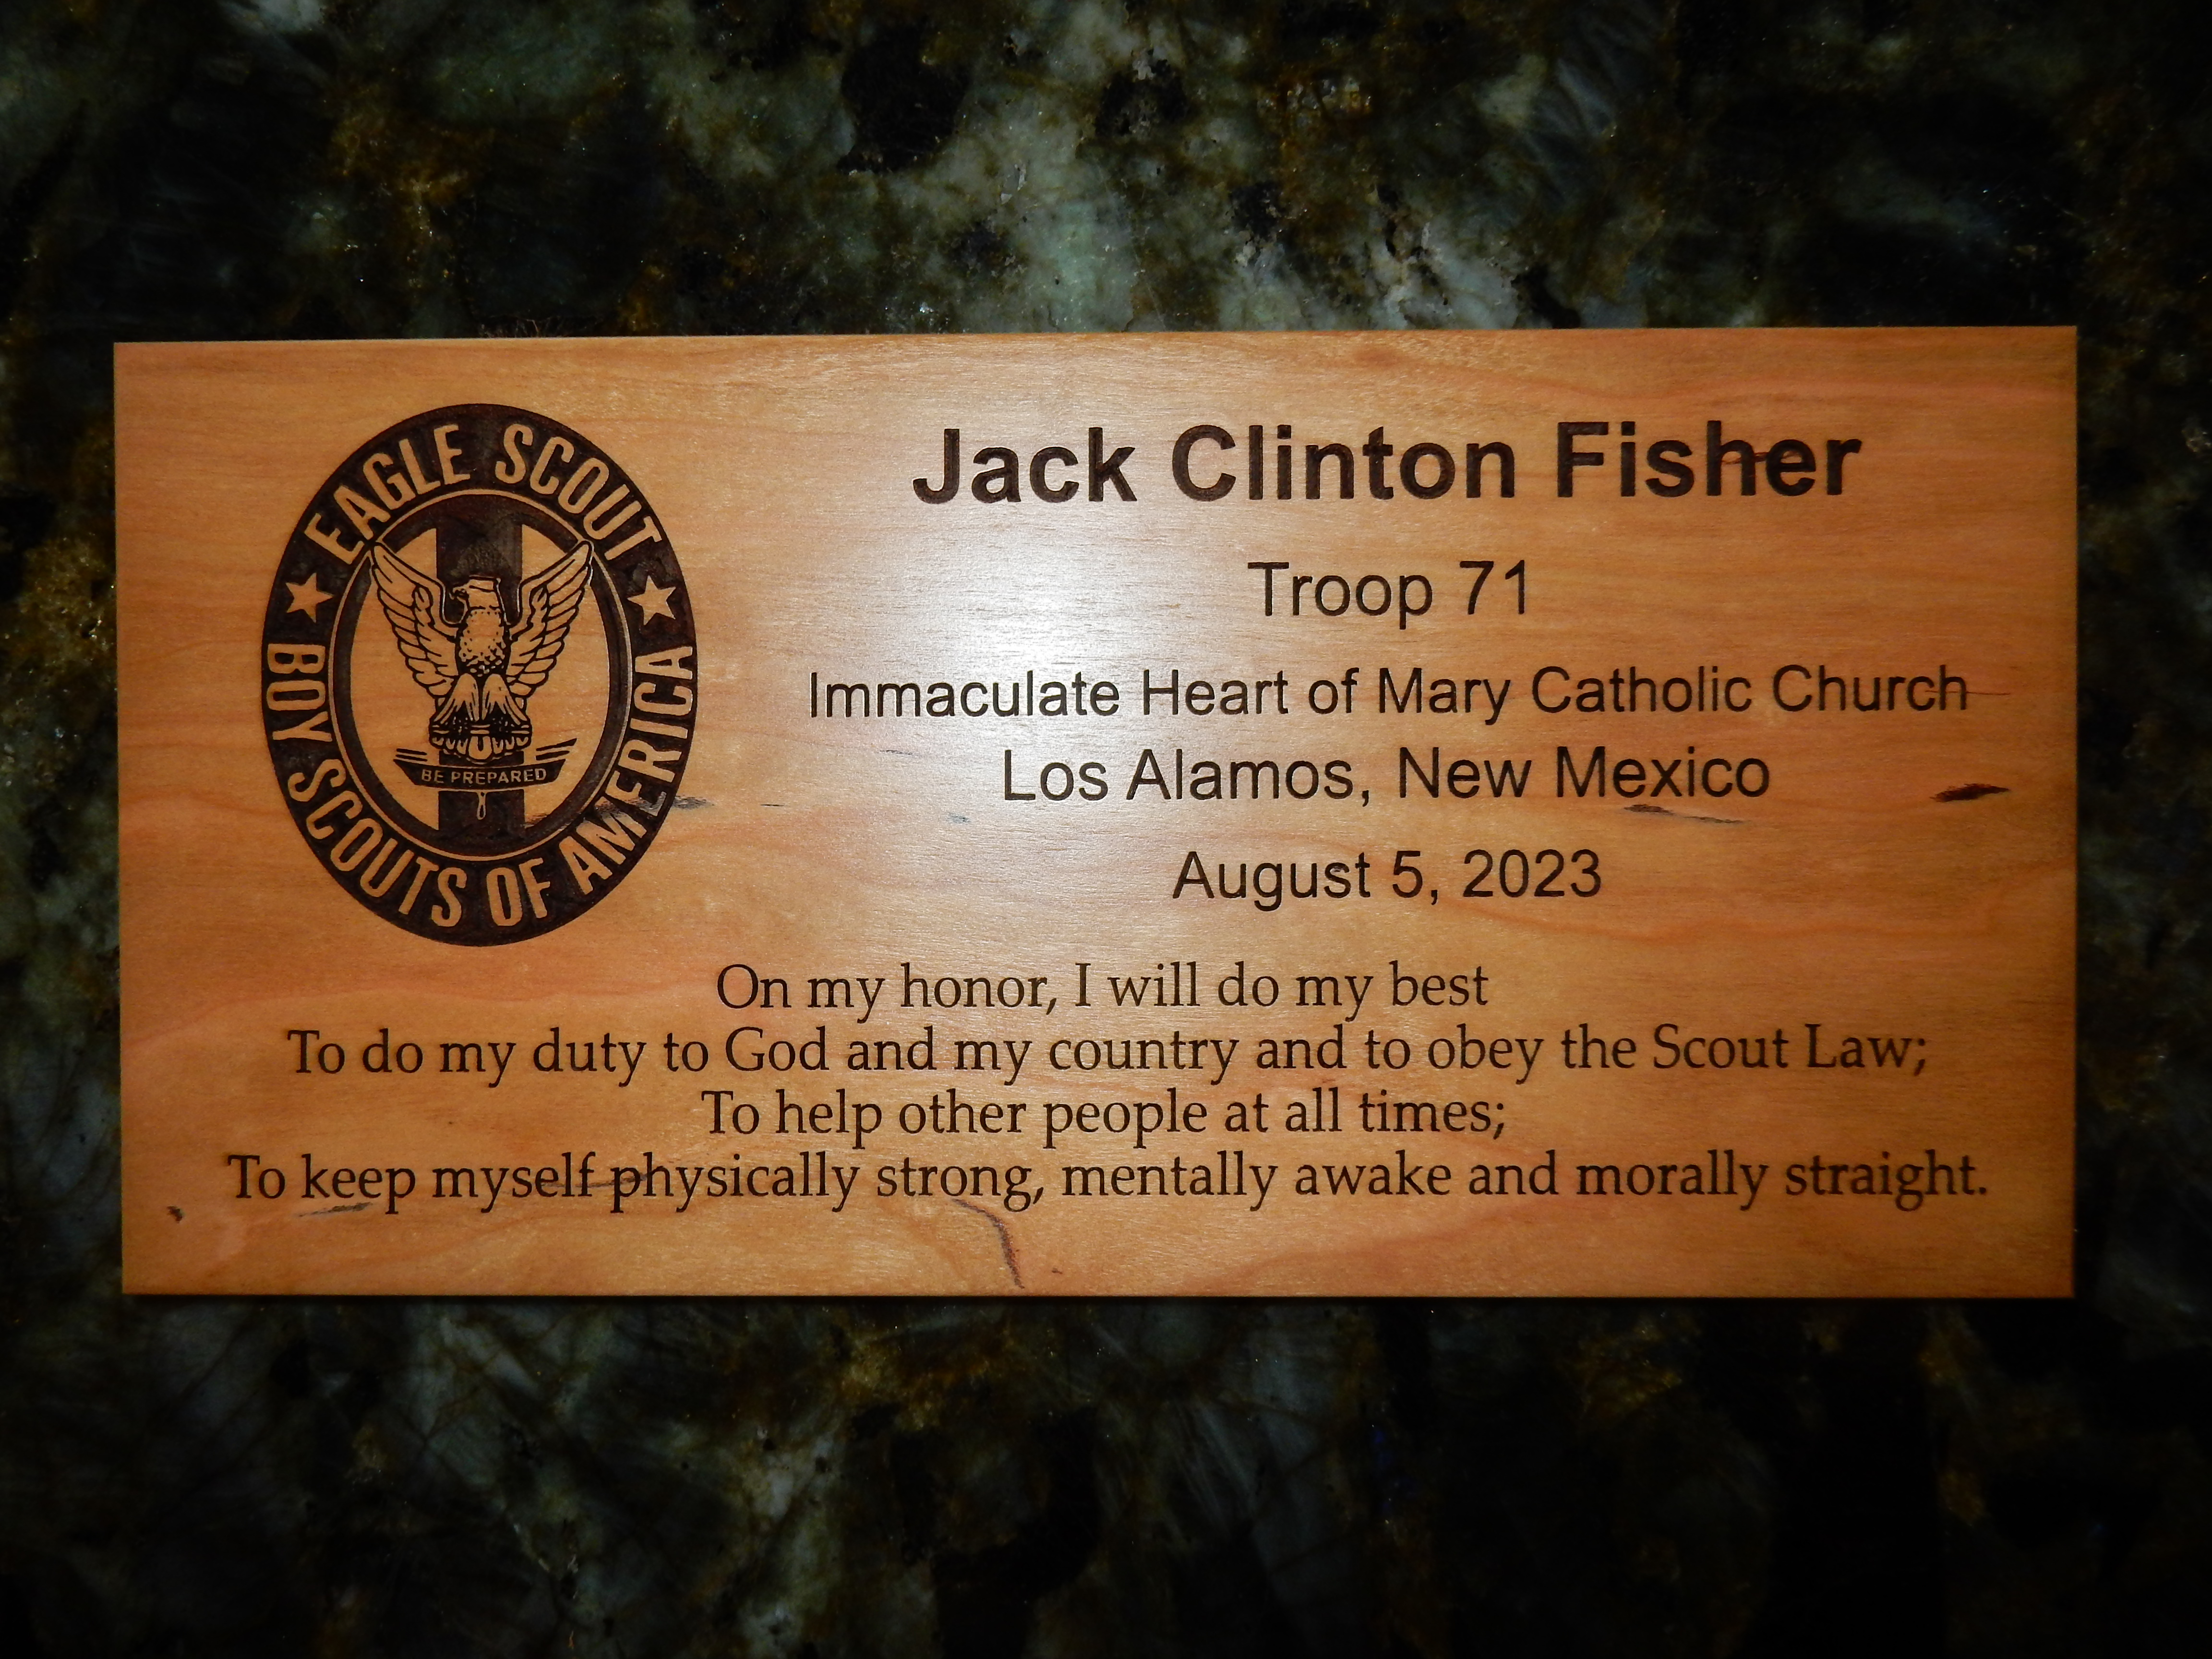 EAGLE SCOUT
BOY SCOUTS OF AMERICA
BE PREPARED
Jack Clinton Fisher
Troop 71
Immaculate Heart of Mary Catholic Church
Los Alamos, New Mexico
August 5, 2023
On my honor, I will do my best
To do my duty to God and my country and to obey the Scout Law;
To help other people at all times;
To keep myself physically strong, mentally awake and morally straight.